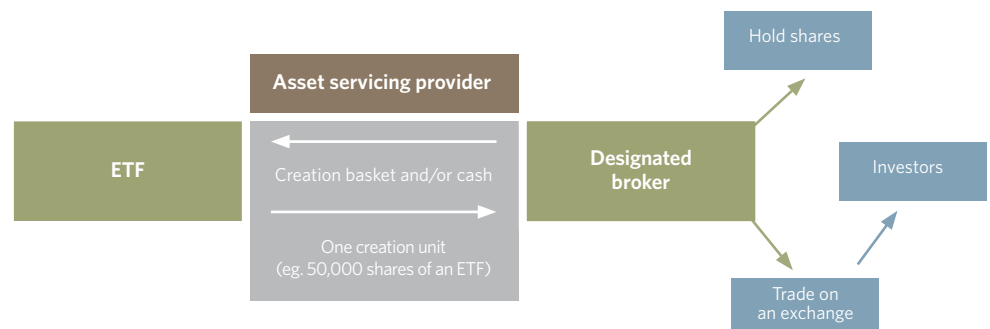 Hold shares
Asset servicing provider
ETF
Creation basket and/or cash
Designated
broker
Investors
One creation unit
(eg. 50,000 shares of an ETF)
Trade on
an exchange